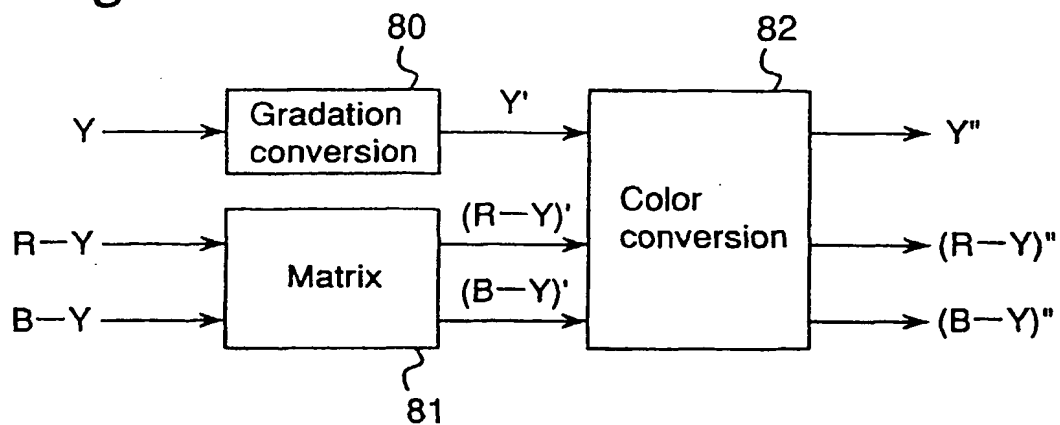 80
82
Y
Gradation
conversion
Y'
Y"
R—Y
Matrix
(R—Y)'
Color
conversion
(R—Y)"
B—Y
(B—Y)'
(B—Y)"
81